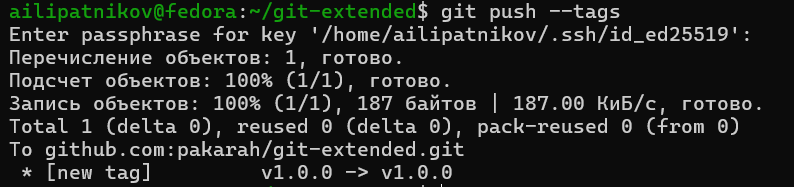 ailipatnikov@fedora:~/git-extended$ git push --tags
Enter passphrase for key '/home/ailipatnikov/.ssh/id_ed25519':
Перечисление объектов: 1, готово.
Подсчет объектов: 100% (1/1), готово.
Запись объектов: 100% (1/1), 187 байтов | 187.00 КиБ/с, готово.
Total 1 (delta 0), reused 0 (delta 0), pack-reused 0 (from 0)
To github.com:pakarah/git-extended.git
 * [new tag]         v1.0.0 -> v1.0.0